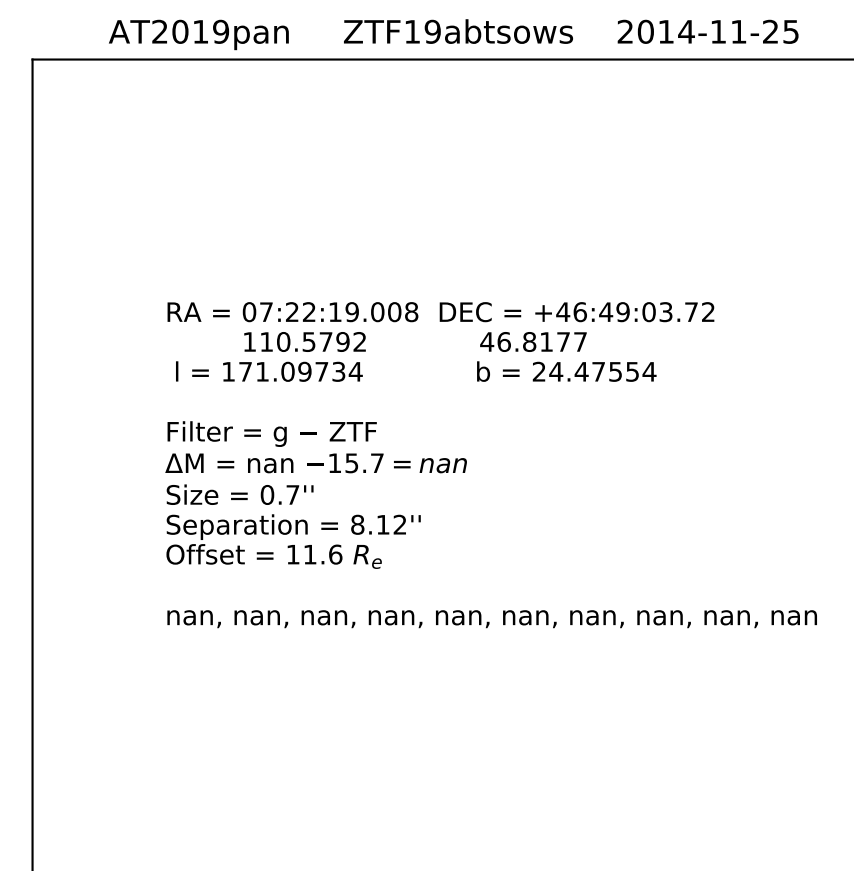 AT2019pan ZTF19abtsows 2014-11-25
RA = 07:22:19.008 DEC = +46:49:03.72
110.5792 46.8177
l = 171.09734 b = 24.47554
Filter = g − ZTF
ΔM = nan −15.7 = nan
Size = 0.7''
Separation = 8.12''
Offset = 11.6 Re
nan, nan, nan, nan, nan, nan, nan, nan, nan, nan